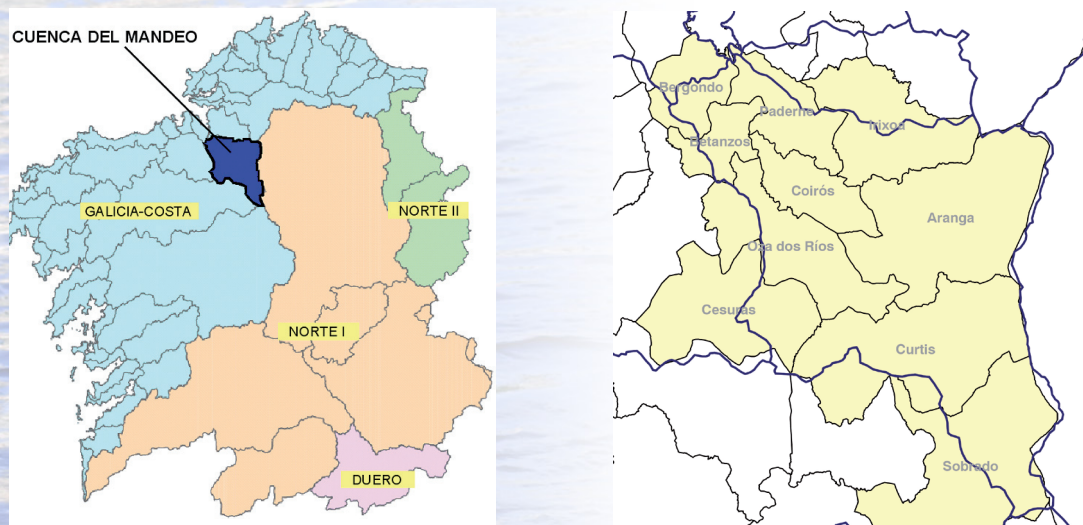 CUENCA DEL MANDEO
GALICIA-COSTA
NORTE II
NORTE I
DUERO
Bergondo
Paderne
Irixoa
Betanzos
Coirós
Aranga
Oza dos Ríos
Cesuras
Curtis
Sobrado